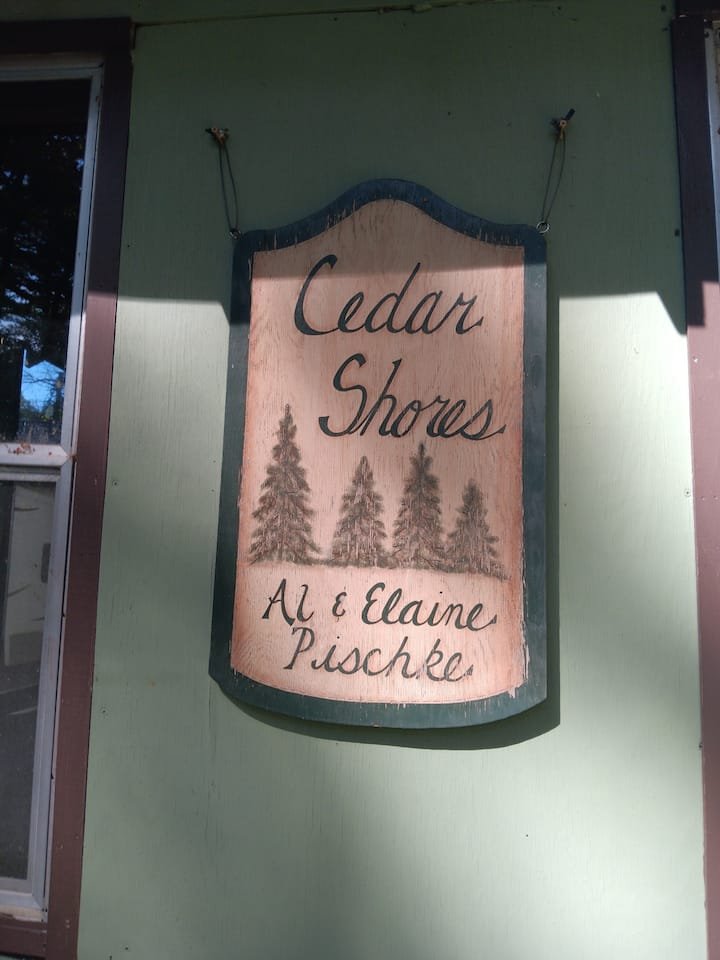 Cedar
Shores
Al & Elaine
Pischke